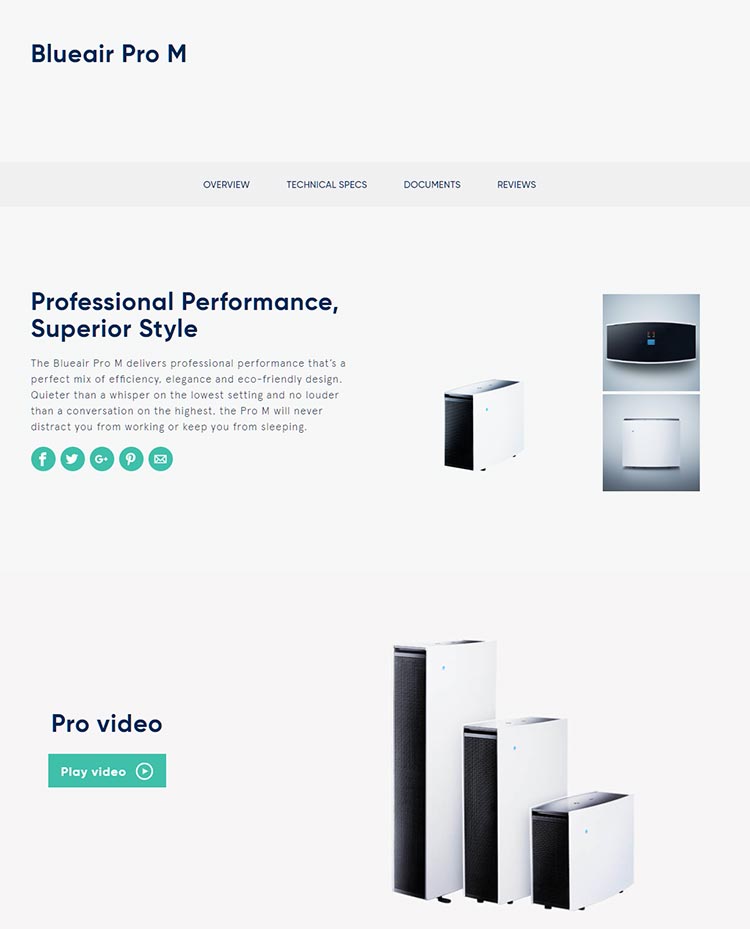 Blueair Pro M
OVERVIEW
TECHNICAL SPECS
DOCUMENTS
REVIEWS
Professional Performance,
Superior Style
The Blueair Pro M delivers professional performance that's a
perfect mix of efficiency, elegance and eco-friendly design.
Quieter than a whisper on the lowest setting and no louder
than a conversation on the highest, the Pro M will never
distract you from working or keep you from sleeping.
Pro video
Play video